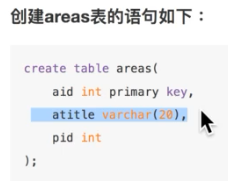 创建areas表的语句如下：
create table areas(
aid int primary key,
atitle varchar(20),
pid int
);